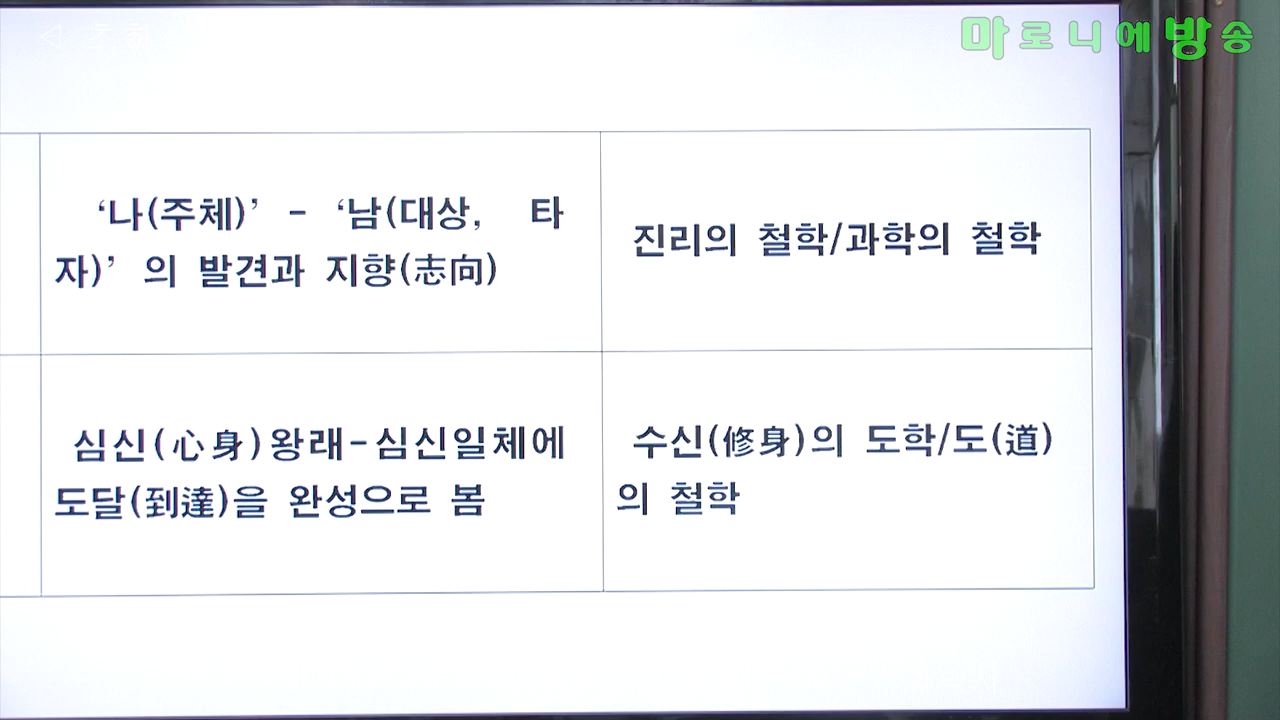 마로니에방송
‘나(주체)’ - ‘남(대상, 타
자)’의 발견과 지향(志向)
진리의 철학/과학의 철학
심신(心身)왕래-심신일체에
도달(到達)을 완성으로 봄
수신(修身)의 도학/도(道)
의 철학